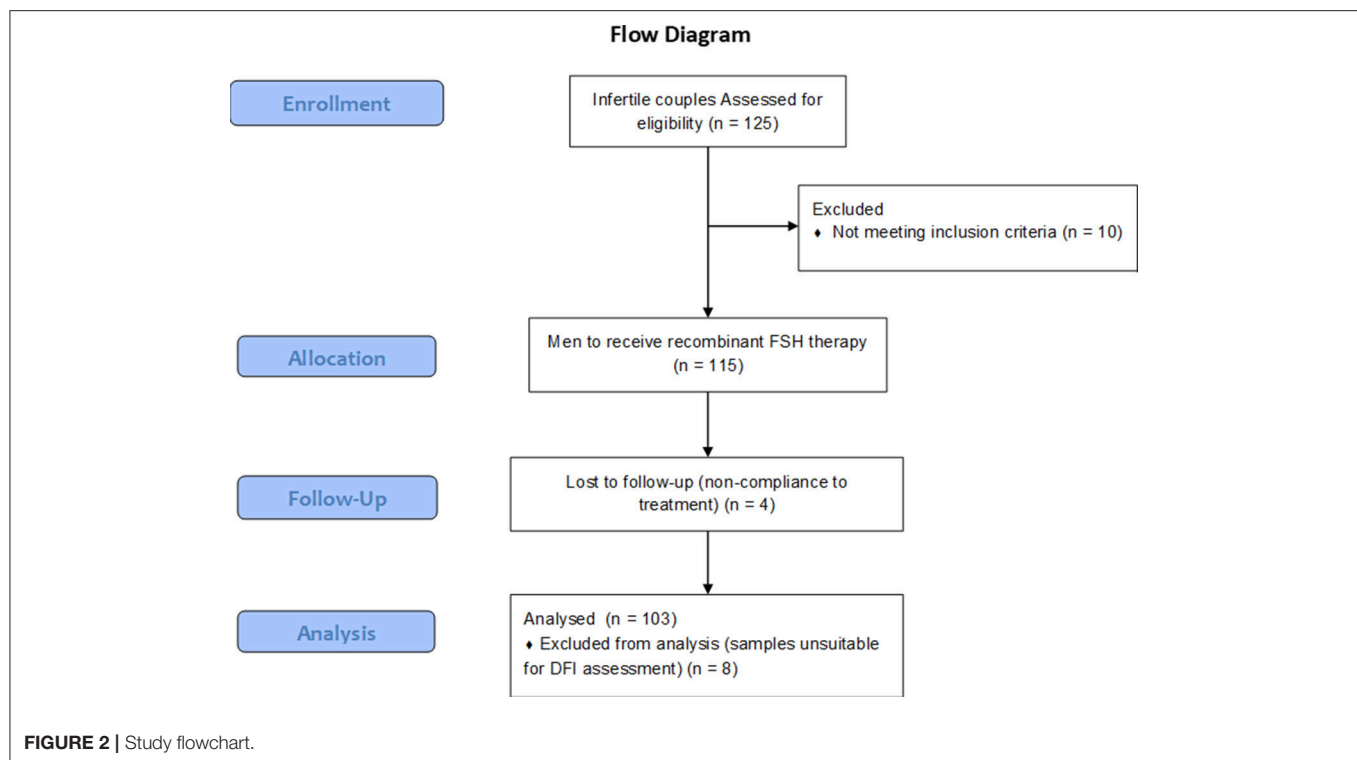 Flow Diagram
Enrollment
Infertile couples Assessed for
eligibility (n = 125)
Excluded
♦ Not meeting inclusion criteria (n = 10)
Allocation
Men to receive recombinant FSH therapy
(n = 115)
Follow-Up
Lost to follow-up (non-compliance to
treatment) (n = 4)
Analysis
Analysed (n = 103)
♦ Excluded from analysis (samples unsuitable
for DFI assessment) (n = 8)
FIGURE 2 | Study flowchart.